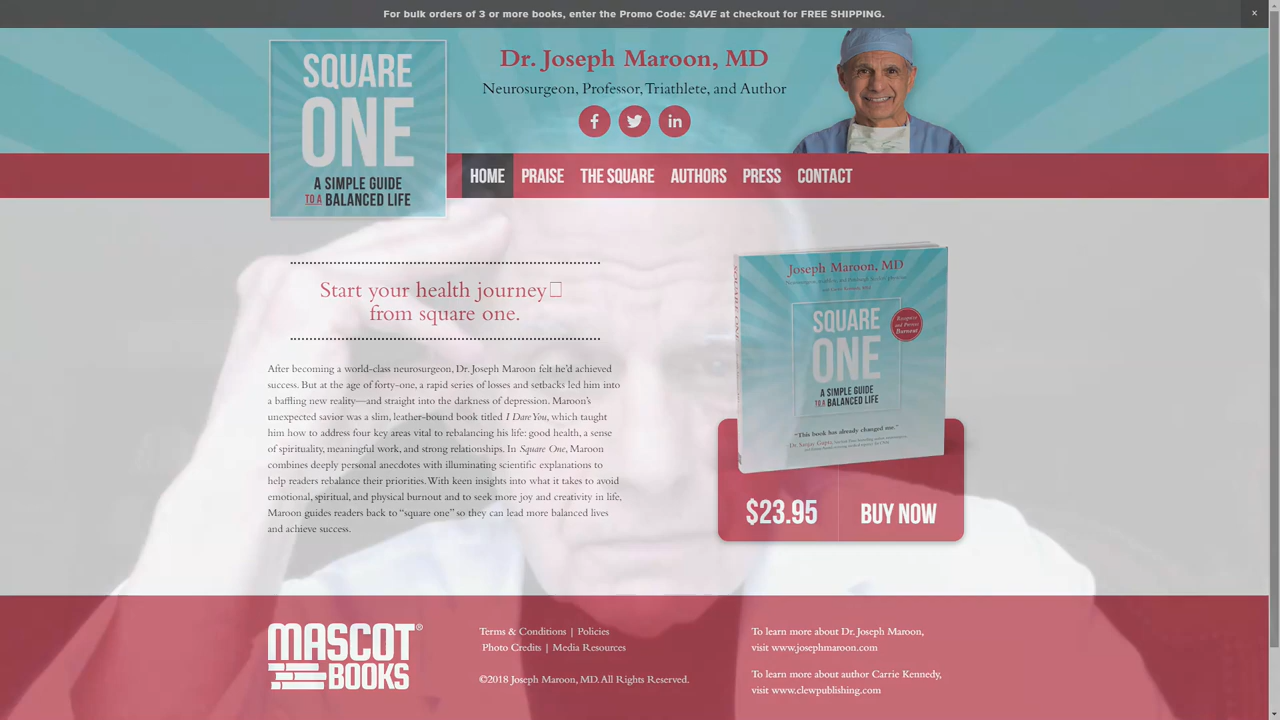 For bulk orders of 3 or more books, enter the Promo Code: SAVE at checkout for FREE SHIPPING.
×
SQUARE
ONE
A SIMPLE GUIDE
TO A BALANCED LIFE
Dr. Joseph Maroon, MD
Neurosurgeon, Professor, Triathlete, and Author
HOME PRAISE THE SQUARE AUTHORS PRESS CONTACT
Start your health journey
from square one.
After becoming a world-class neurosurgeon, Dr. Joseph Maroon felt he’d achieved
success. But at the age of forty-one, a rapid series of losses and setbacks led him into
a baffling new reality—and straight into the darkness of depression. Maroon’s
unexpected savior was a slim, leather-bound book titled I Dare You, which taught
him how to address four key areas vital to rebalancing his life: good health, a sense
of spirituality, meaningful work, and strong relationships. In Square One, Maroon
combines deeply personal anecdotes with illuminating scientific explanations to
help readers rebalance their priorities. With keen insights into what it takes to avoid
emotional, spiritual, and physical burnout and to seek more joy and creativity in life,
Maroon guides readers back to “square one” so they can lead more balanced lives
and achieve success.
Joseph Maroon, MD
SQUARE
ONE
A SIMPLE GUIDE
TO A BALANCED LIFE
Recognize
and Prevent
Burnout
“This book has already changed me.”
Dr. Sanjay Gupta,
$23.95 BUY NOW
MASCOT®
BOOKS
Terms & Conditions | Policies
Photo Credits | Media Resources
©2018 Joseph Maroon, MD. All Rights Reserved.
To learn more about Dr. Joseph Maroon,
visit www.josephmaroon.com
To learn more about author Carrie Kennedy,
visit www.clewpublishing.com